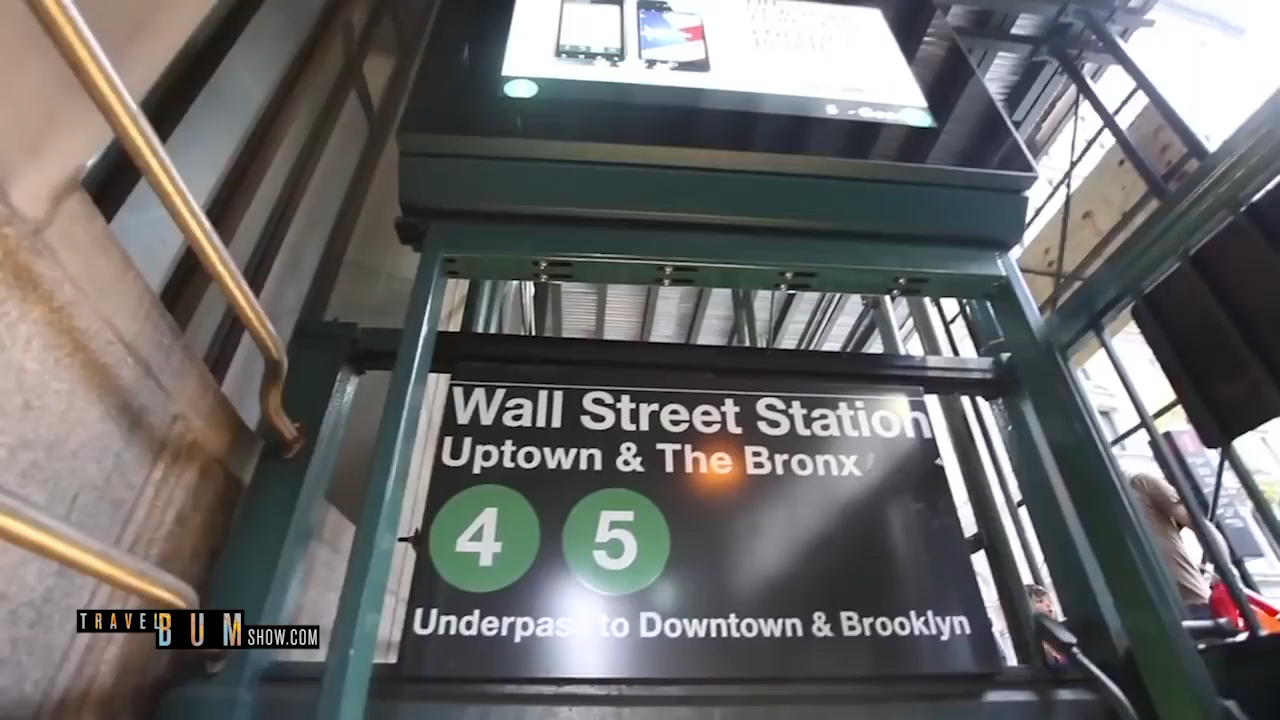 Wall Street Station
Uptown & The Bronx
4 5
Underpass to Downtown & Brooklyn
TRAVEL BUM SHOW.COM